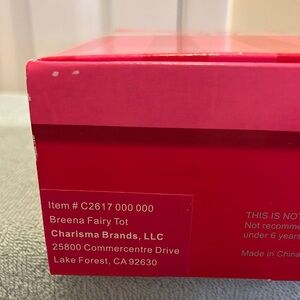 Item # C2617 000 000
Breena Fairy Tot
Charisma Brands, LLC
25800 Commercentre Drive
Lake Forest, CA 92630
THIS IS NO
Not recomme
under 6 years
Made in China